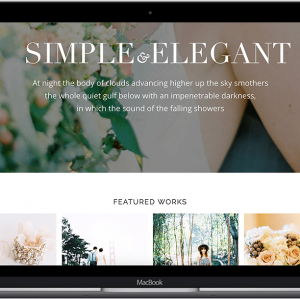 SIMPLE & ELEGANT
At night the body of clouds advancing higher up the sky smothers
the whole quiet gulf below with an impenetrable darkness,
in which the sound of the falling showers
FEATURED WORKS
MacBook